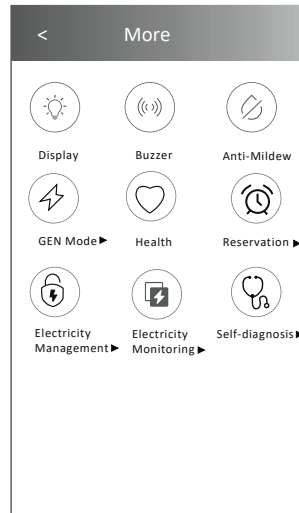 < More
Display Buzzer Anti-Mildew
GEN Mode▶ Health Reservation ▶
Electricity Management▶ Electricity Monitoring ▶ Self-diagnosis▶